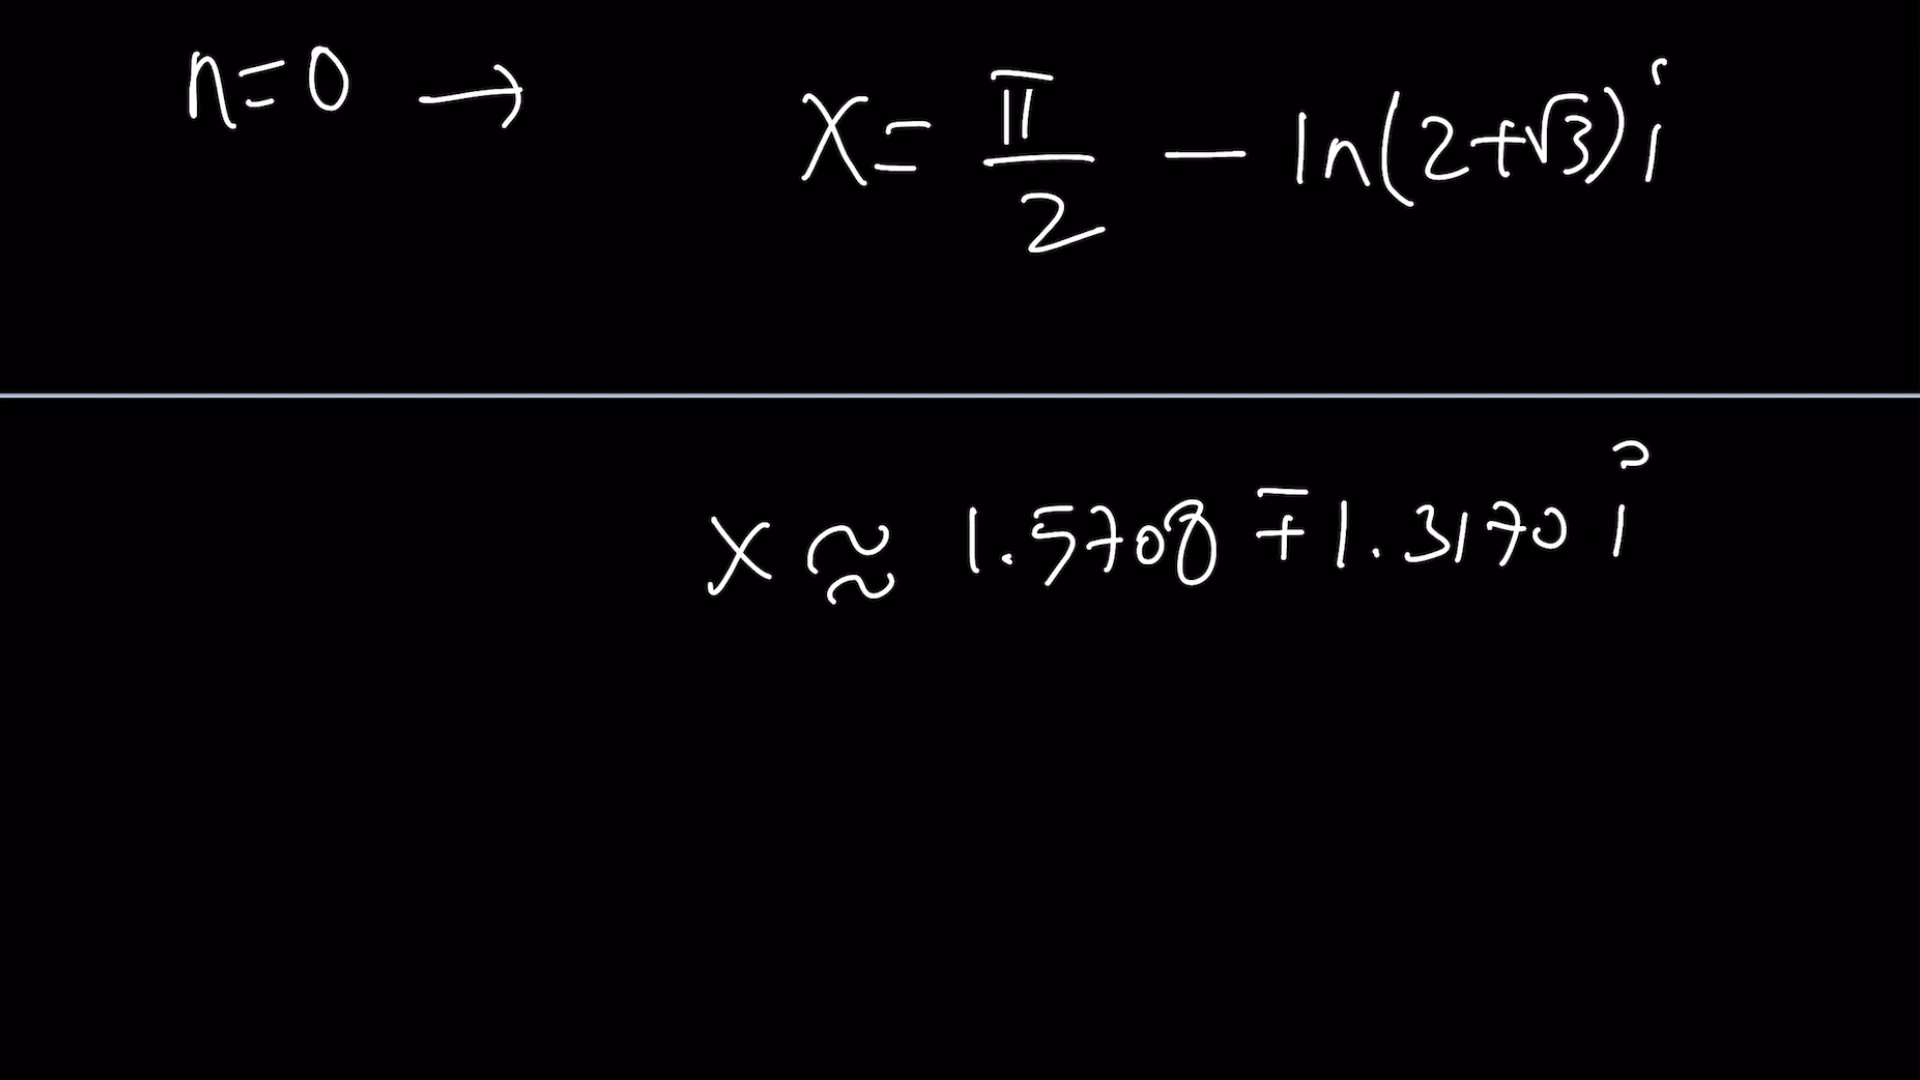 n=0 → x = π/2 − ln(2+√3) i
x ≈ 1.5708 ∓ 1.3170 i